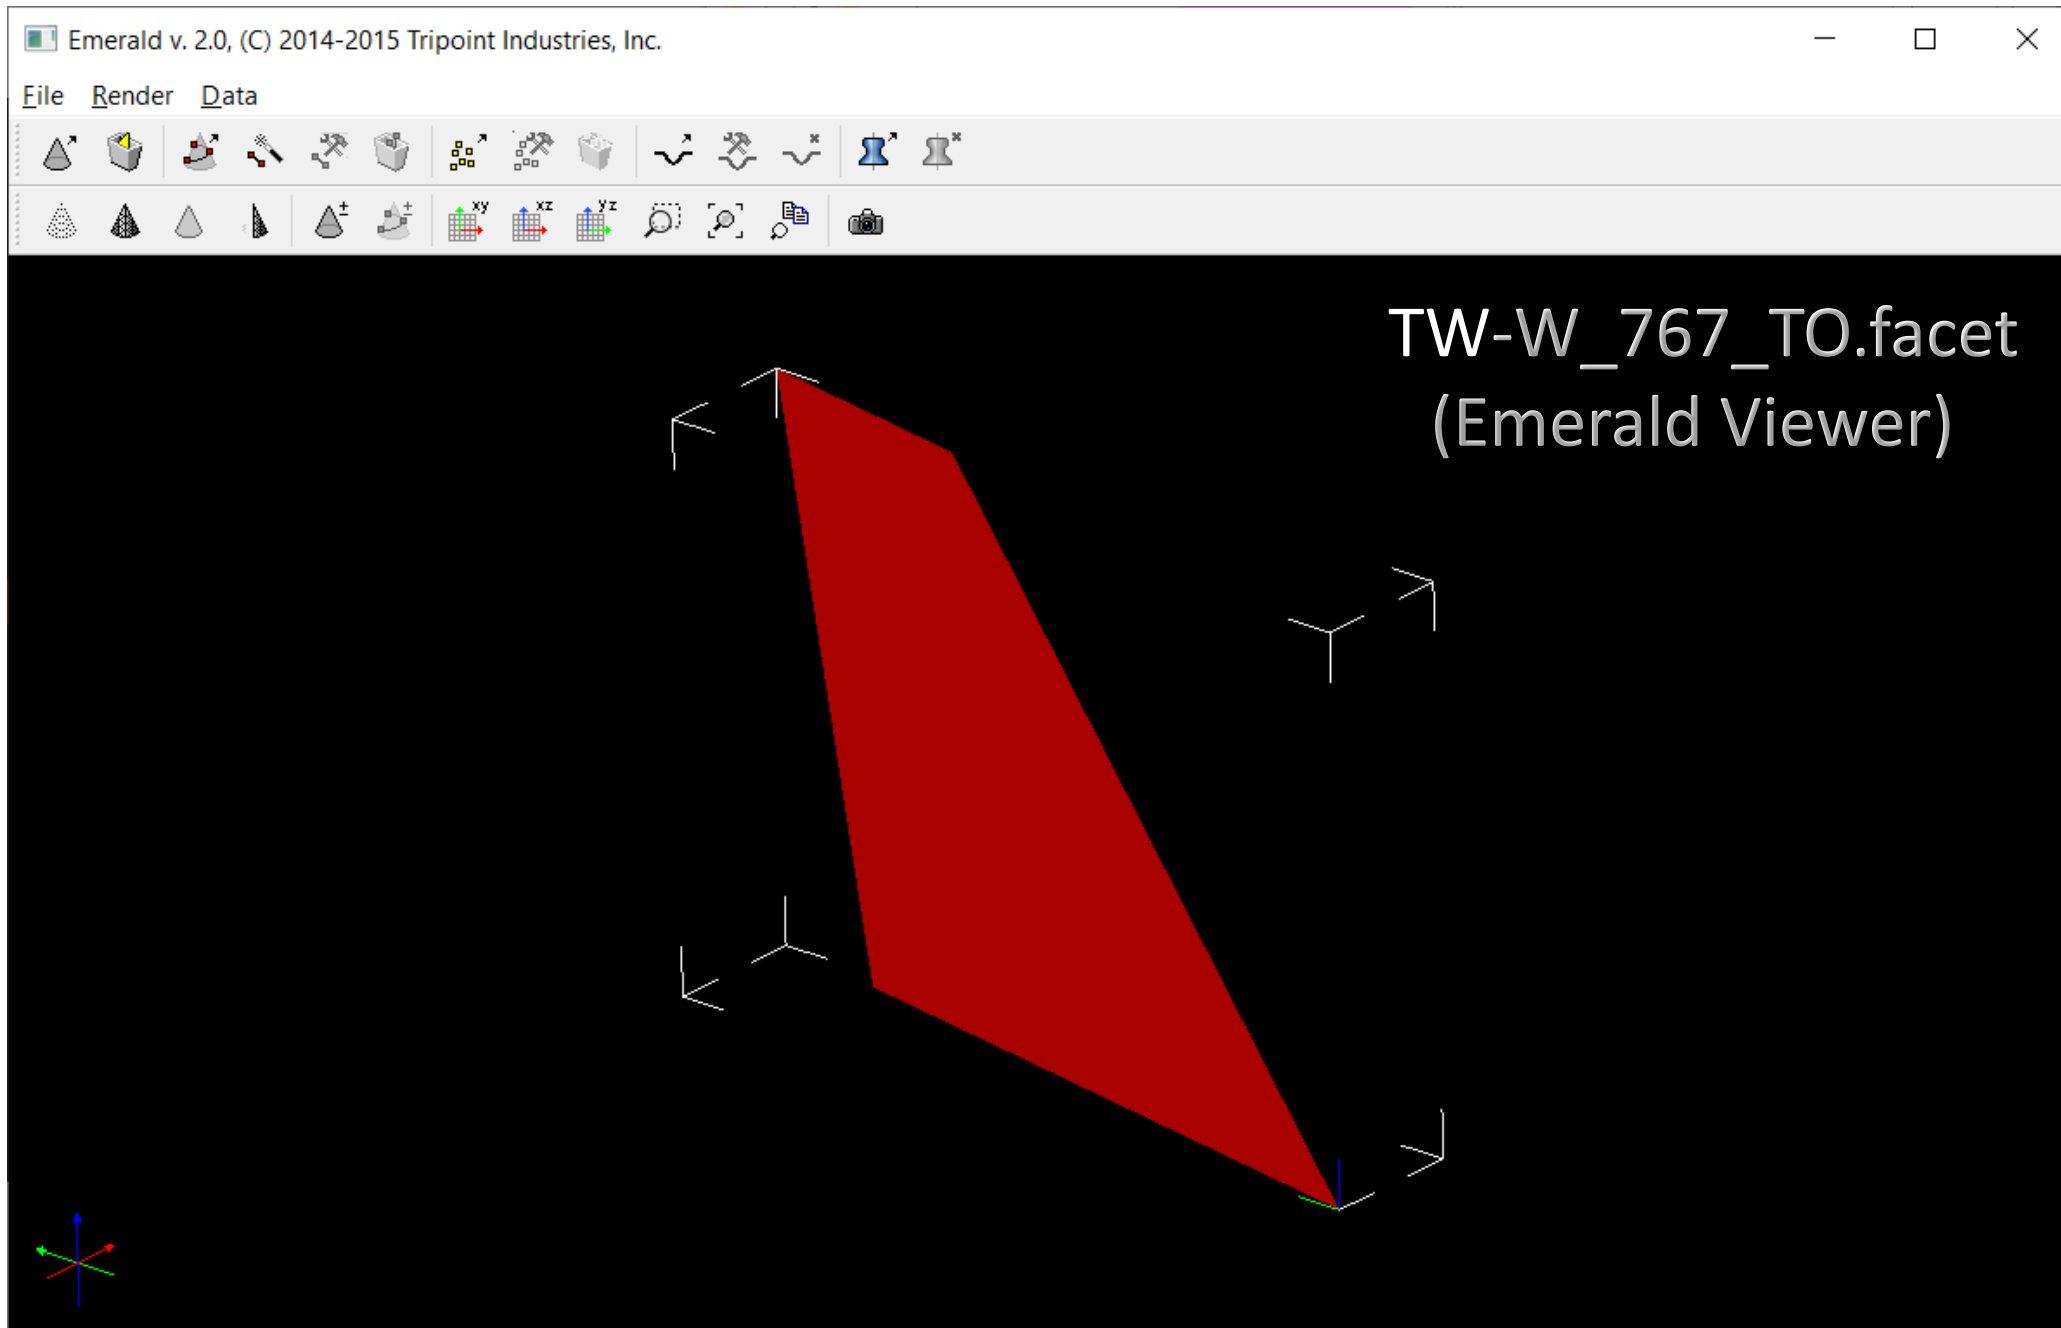 Emerald v. 2.0, (C) 2014-2015 Tripoint Industries, Inc.
File Render Data
xy xz yz
TW-W_767_TO.facet
(Emerald Viewer)